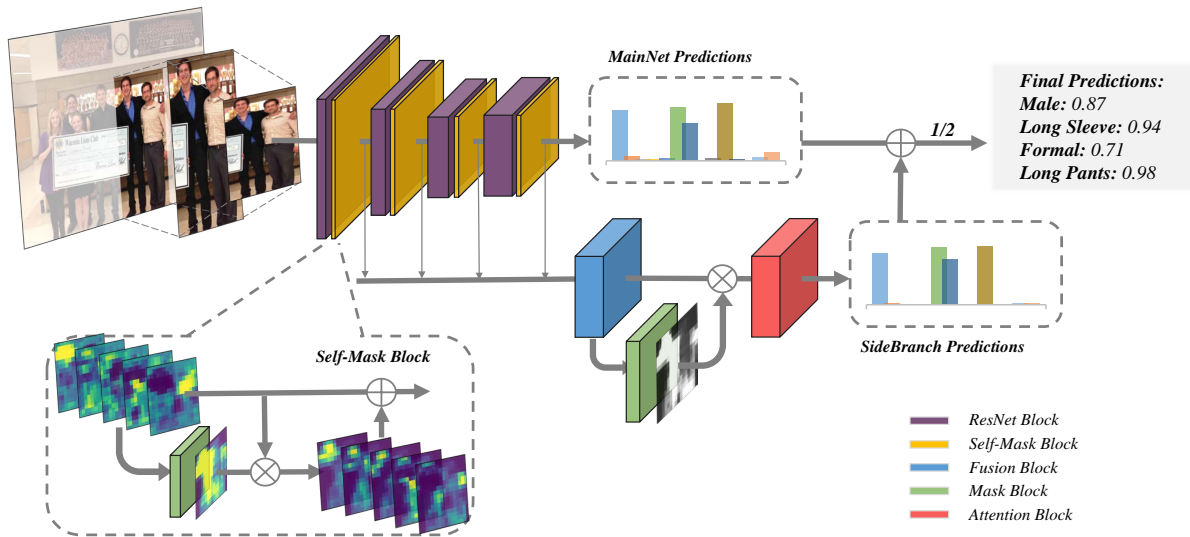 MainNet Predictions
Final Predictions:
Male: 0.87
Long Sleeve: 0.94
Formal: 0.71
Long Pants: 0.98
1/2
SideBranch Predictions
Self-Mask Block
ResNet Block
Self-Mask Block
Fusion Block
Mask Block
Attention Block